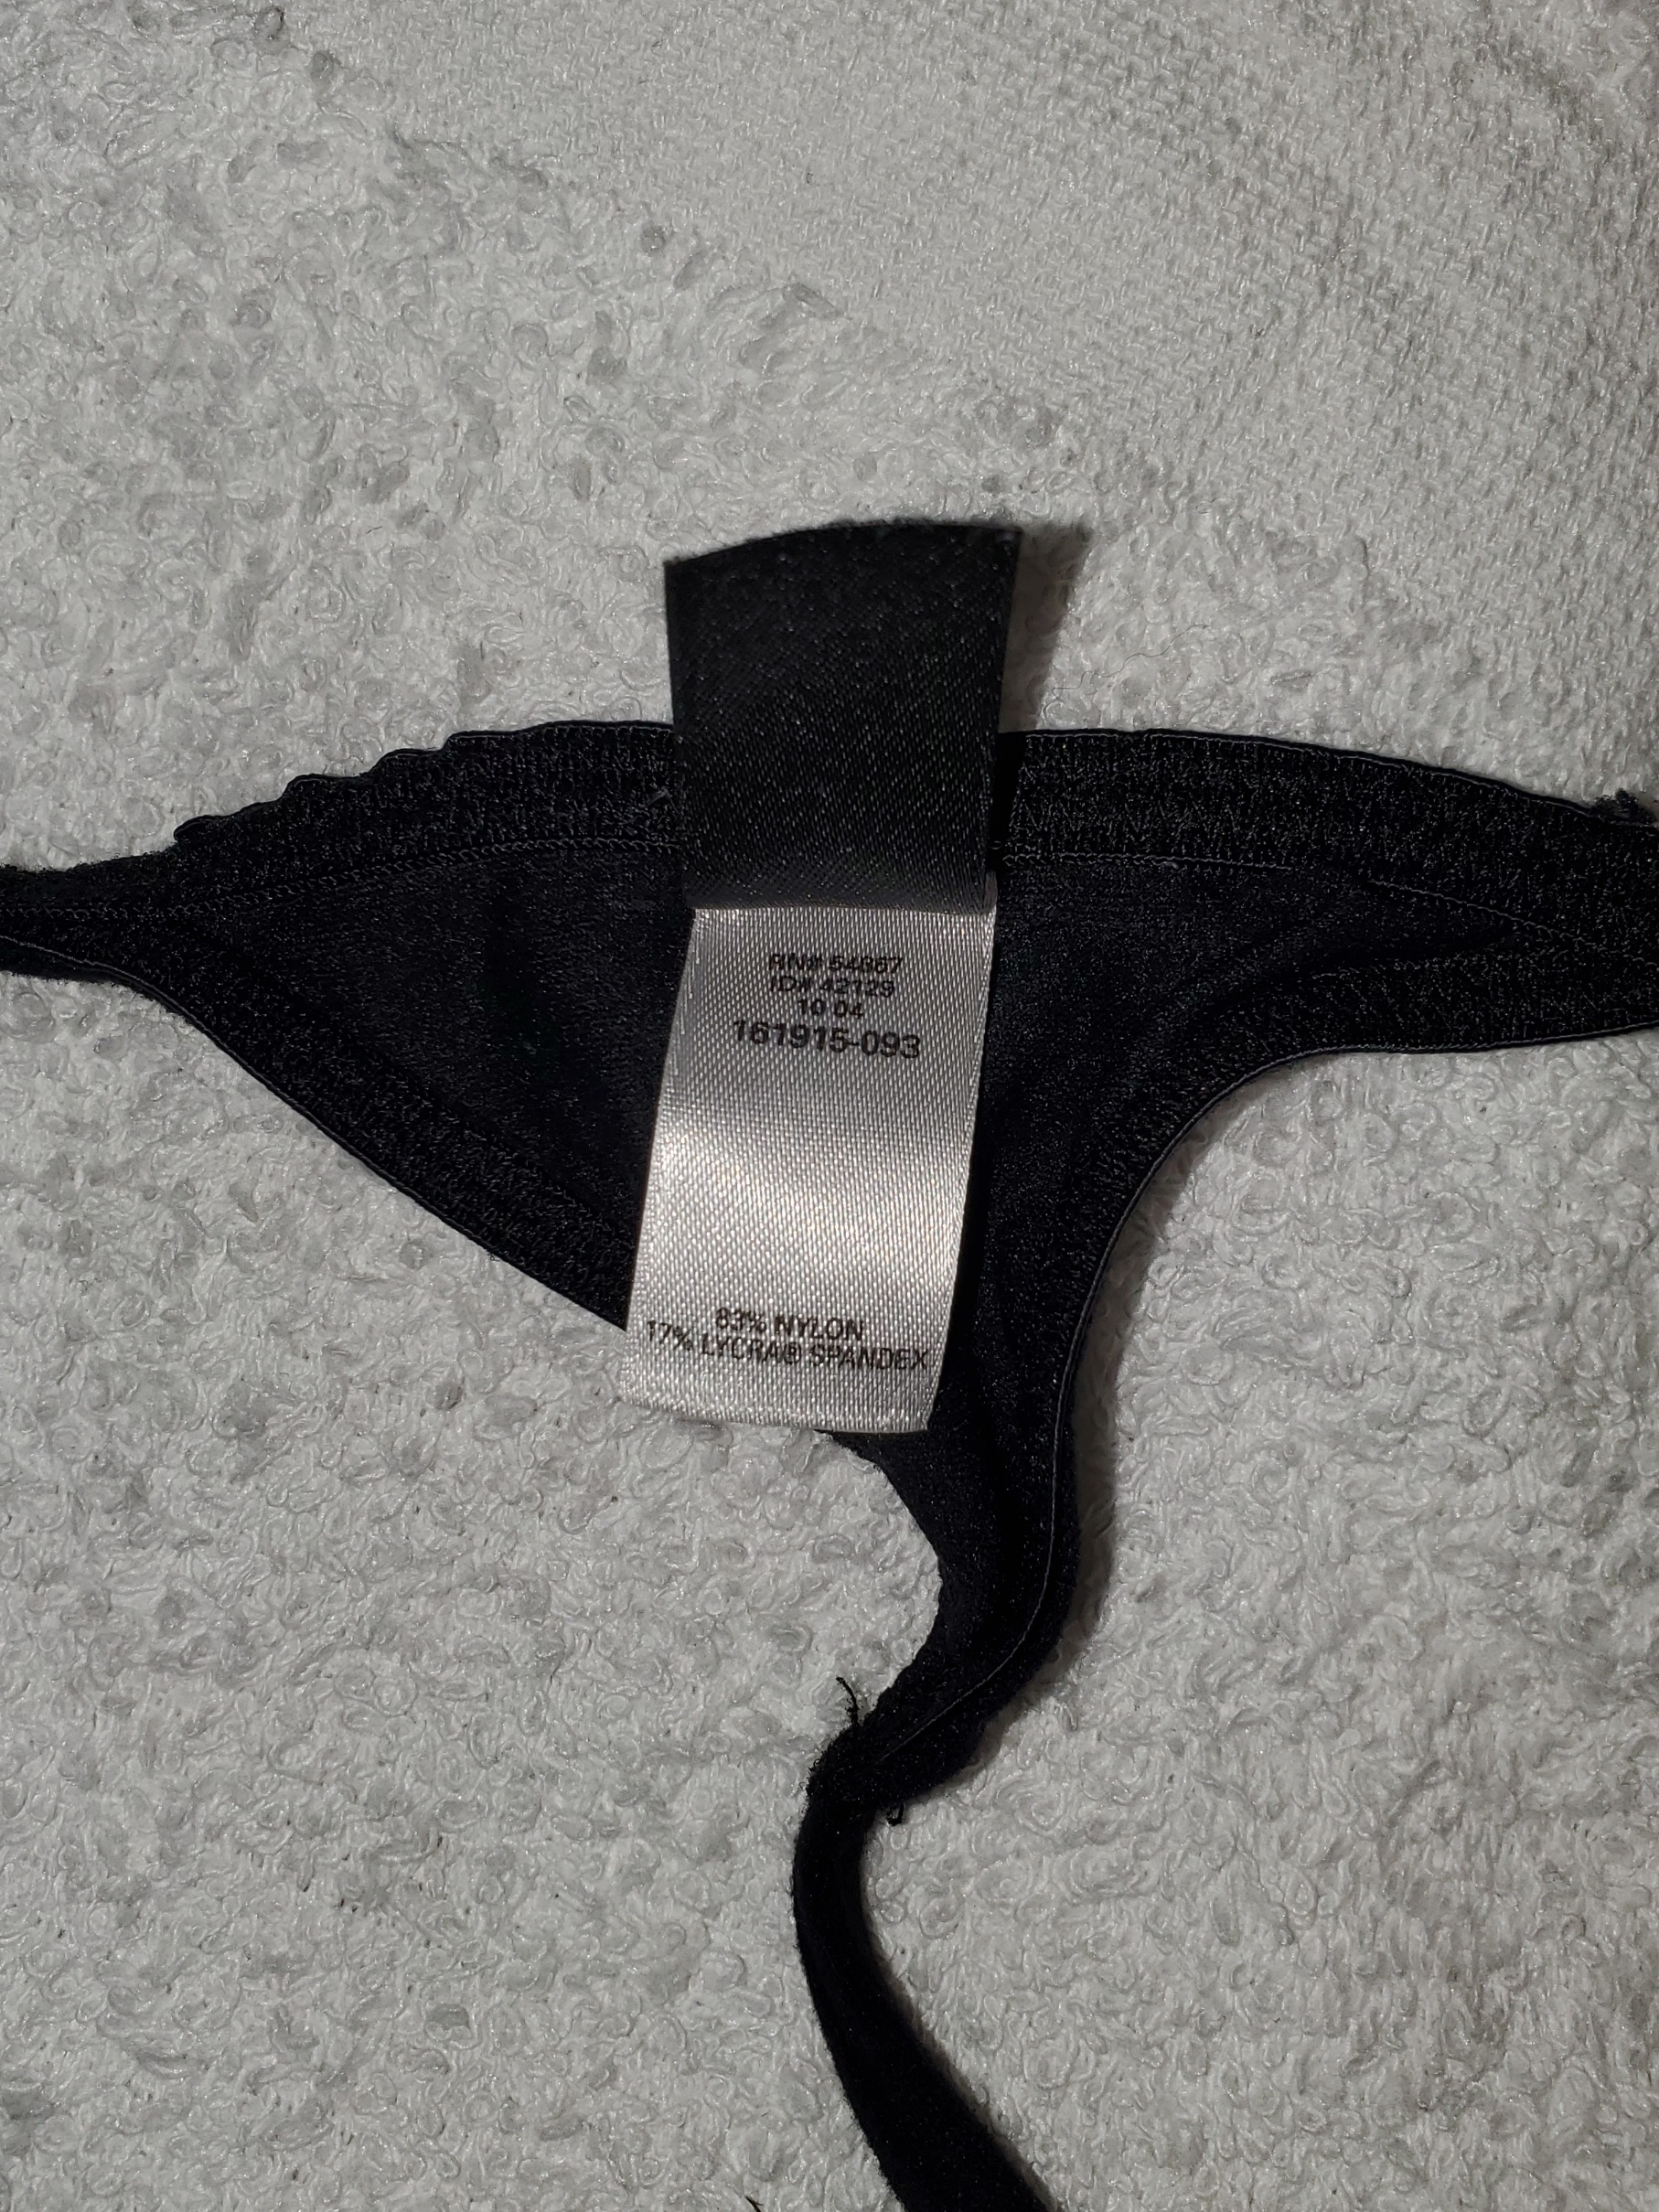 RN# 54867
ID# 42129
10 04
161915-093
83% NYLON
17% LYCRA® SPANDEX